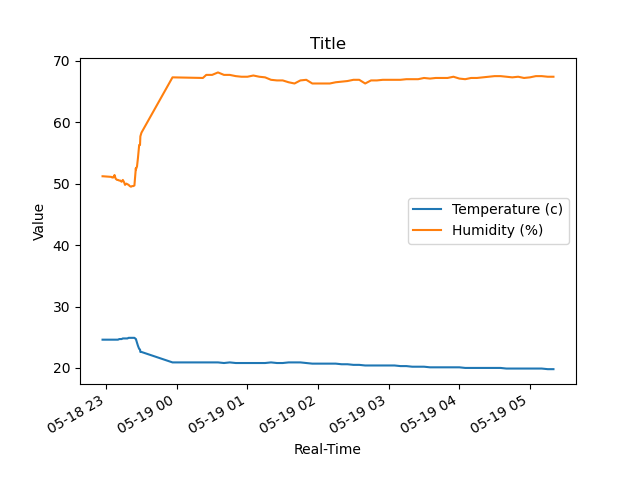 Title
70
60
50
40
30
20
Value
Temperature (c)
Humidity (%)
05-18 23
05-19 00
05-19 01
05-19 02
05-19 03
05-19 04
05-19 05
Real-Time